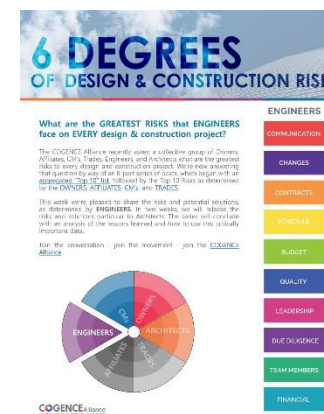 6 DEGREES
OF DESIGN & CONSTRUCTION RISK
ENGINEERS
What are the GREATEST RISKS that ENGINEERS
face on EVERY design & construction project?
The COGENCE Alliance recently asked a collective group of Owners,
Affiliates, CM's, Trades, Engineers, and Architects what are the greatest
risks to every design and construction project. We're now answering
that question by way of an 8-part series of posts, which began with an
aggregated "Top 10" list, followed by the Top 10 Risks as determined
by the OWNERS, AFFILIATES, CM's, and TRADES.
This week we're pleased to share the risks and potential solutions,
as determined by ENGINEERS. In two weeks, we will release the
risks and solutions particular to Architects. The series will conclude
with an analysis of the lessons learned and how to use this critically
important data.
Join the conversation - join the movement - join the COGENCE
Alliance.
COMMUNICATION
CHANGES
CONTRACTS
SCHEDULE
BUDGET
QUALITY
LEADERSHIP
DUE DILIGENCE
TEAM MEMBERS
FINANCIAL
CMs
OWNERS
ENGINEERS
ARCHITECTS
AFFILIATES
TRADES
COGENCE Alliance